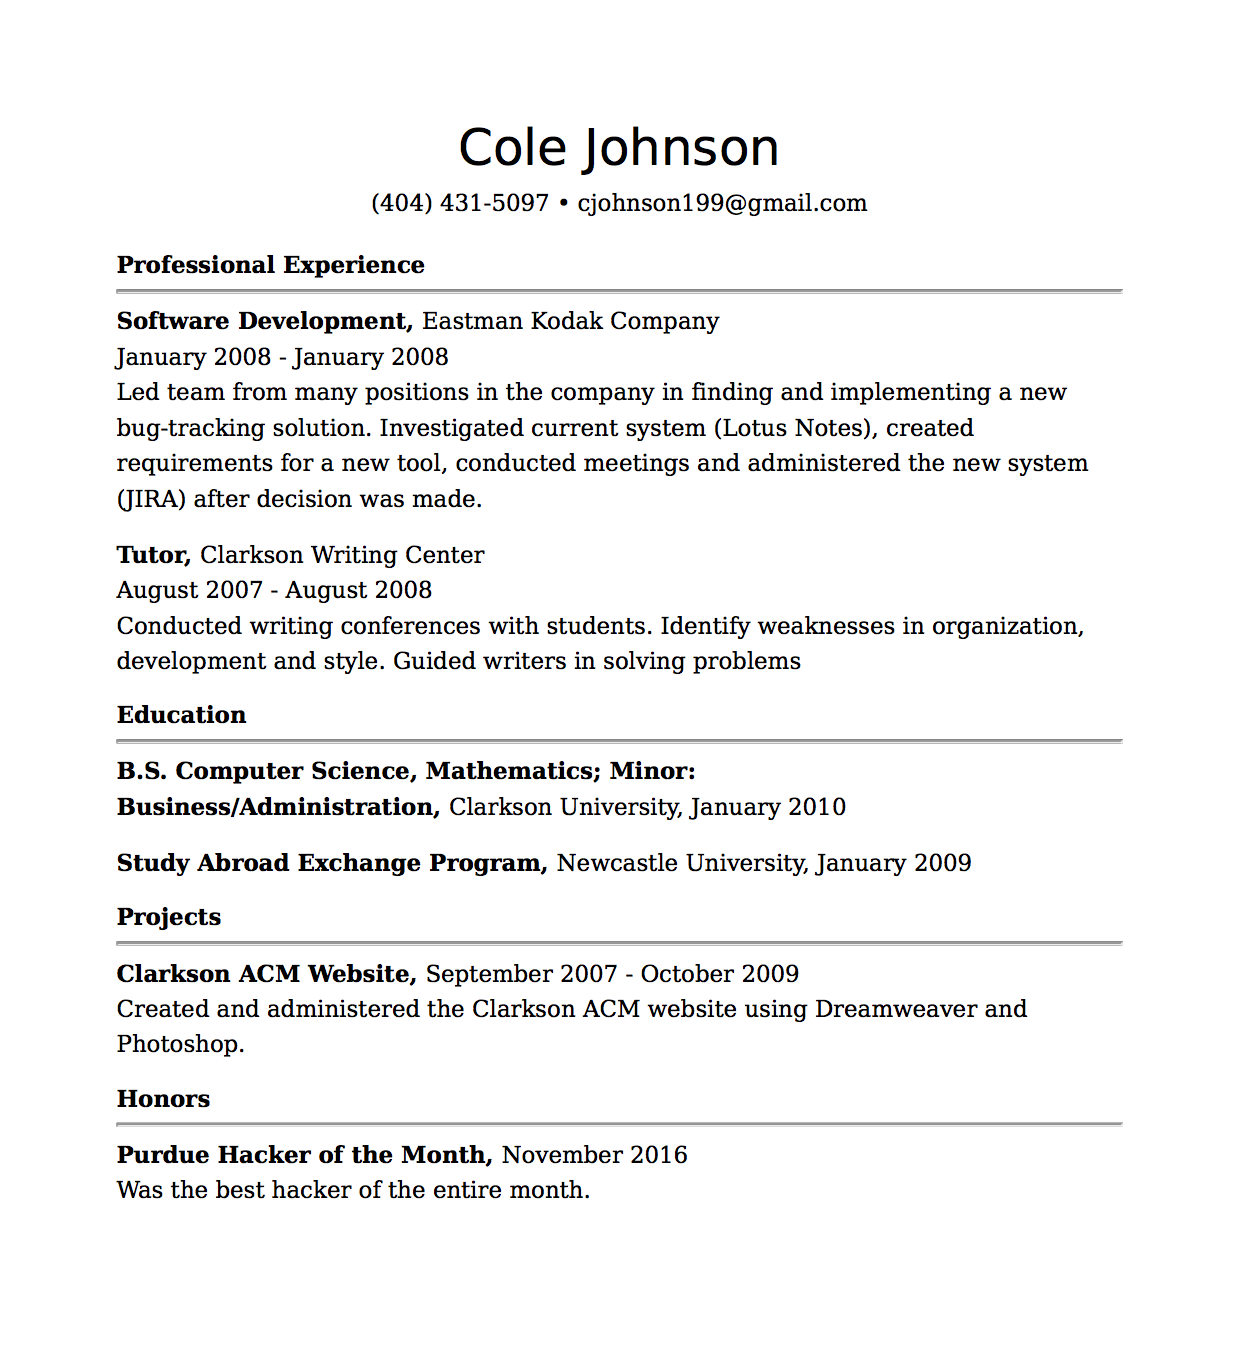 Cole Johnson
(404) 431-5097 • cjohnson199@gmail.com
Professional Experience
Software Development, Eastman Kodak Company
January 2008 - January 2008
Led team from many positions in the company in finding and implementing a new
bug-tracking solution. Investigated current system (Lotus Notes), created
requirements for a new tool, conducted meetings and administered the new system
(JIRA) after decision was made.
Tutor, Clarkson Writing Center
August 2007 - August 2008
Conducted writing conferences with students. Identify weaknesses in organization,
development and style. Guided writers in solving problems
Education
B.S. Computer Science, Mathematics; Minor:
Business/Administration, Clarkson University, January 2010
Study Abroad Exchange Program, Newcastle University, January 2009
Projects
Clarkson ACM Website, September 2007 - October 2009
Created and administered the Clarkson ACM website using Dreamweaver and
Photoshop.
Honors
Purdue Hacker of the Month, November 2016
Was the best hacker of the entire month.